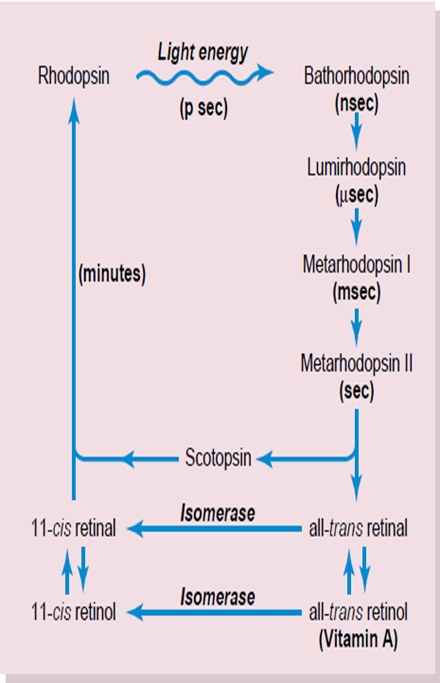 Light energy
Rhodopsin
Bathorhodopsin
(p sec)
(nsec)
Lumirhodopsin
(μsec)
(minutes)
Metarhodopsin I
(msec)
Metarhodopsin II
(sec)
Scotopsin
Isomerase
11-cis retinal
all-trans retinal
Isomerase
11-cis retinol
all-trans retinol
(Vitamin A)